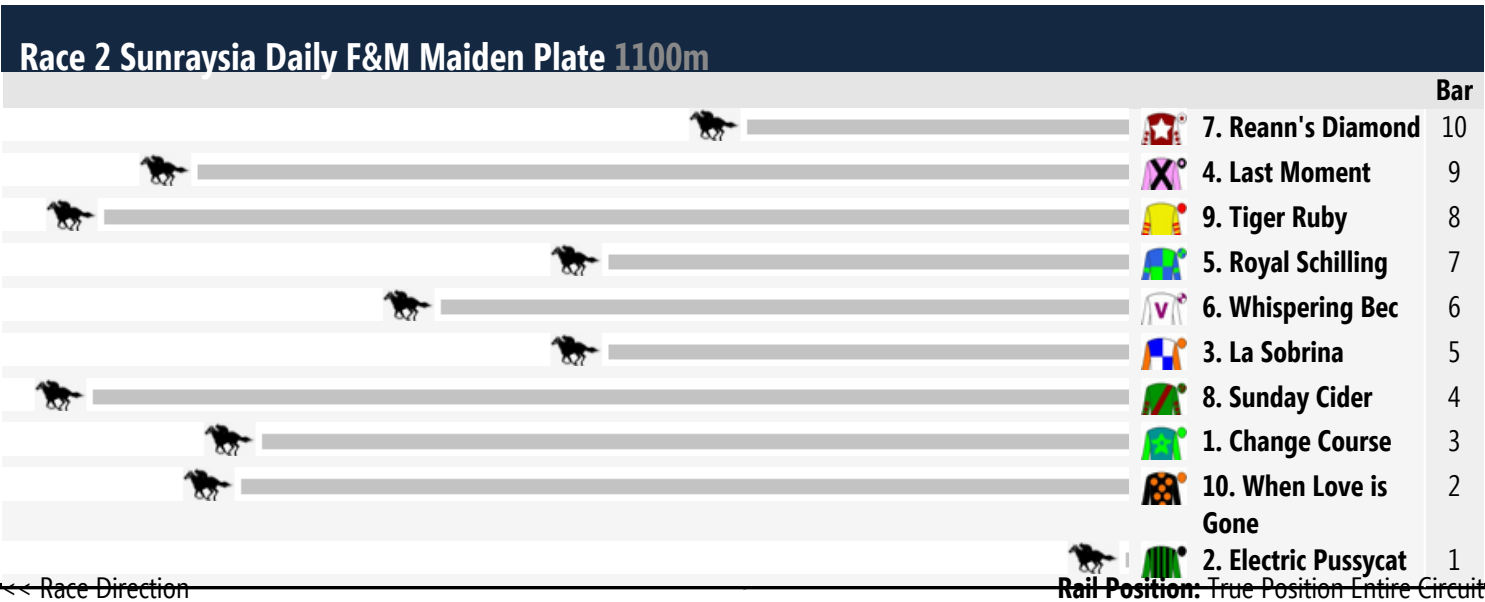 Race 2 Sunraysia Daily F&M Maiden Plate 1100m
Bar
7. Reann's Diamond 10
4. Last Moment 9
9. Tiger Ruby 8
5. Royal Schilling 7
V 6. Whispering Bec 6
3. La Sobrina 5
8. Sunday Cider 4
1. Change Course 3
10. When Love is 2
Gone
2. Electric Pussycat 1
<< Race Direction Rail Position: True Position Entire Circuit